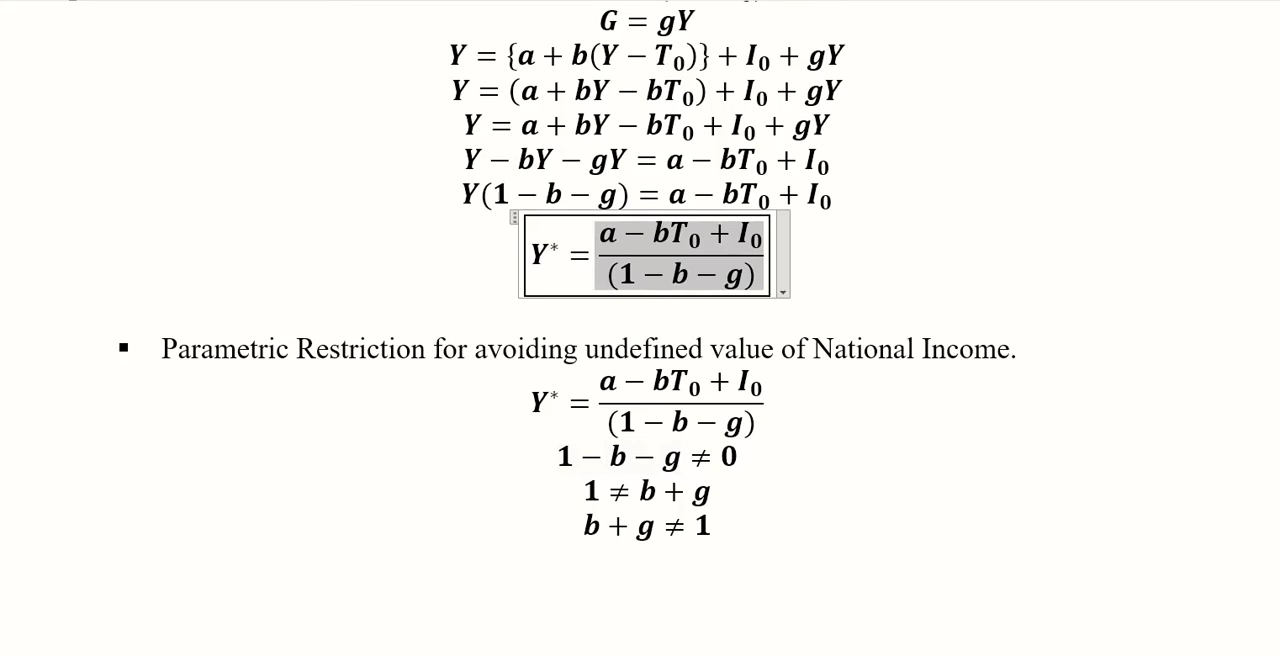 G = gY
Y = {a + b(Y − T₀)} + I₀ + gY
Y = (a + bY − bT₀) + I₀ + gY
Y = a + bY − bT₀ + I₀ + gY
Y − bY − gY = a − bT₀ + I₀
Y(1 − b − g) = a − bT₀ + I₀
Y* = (a − bT₀ + I₀) / (1 − b − g)
▪ Parametric Restriction for avoiding undefined value of National Income.
Y* = (a − bT₀ + I₀) / (1 − b − g)
1 − b − g ≠ 0
1 ≠ b + g
b + g ≠ 1